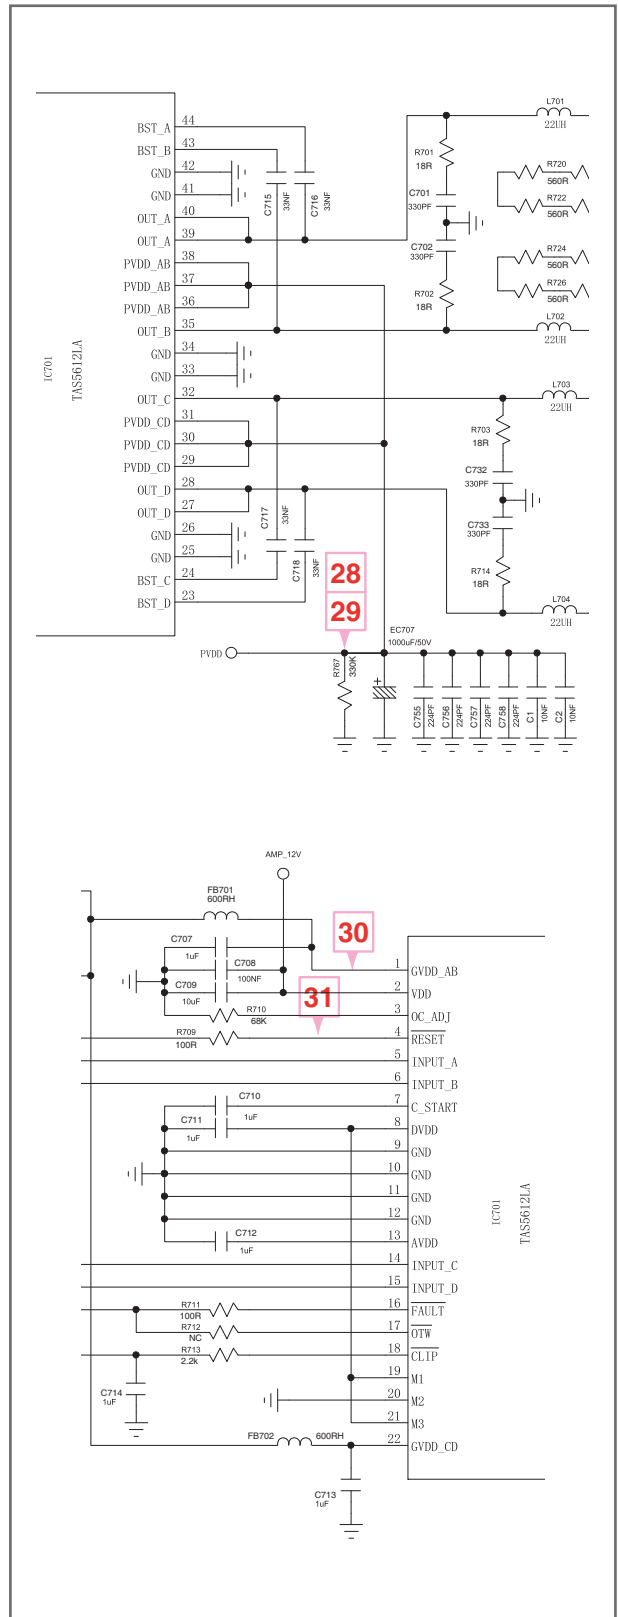 L701
22UH
44
BST_A
43
BST_B
R701
18R
R720
560R
42
GND
41
GND
C715
33NF
C716
33NF
C701
330PF
R722
560R
40
OUT_A
39
OUT_A
38
PVDD_AB
C702
330PF
R724
560R
37
PVDD_AB
R702
18R
R726
560R
36
PVDD_AB
35
OUT_B
L702
22UH
34
GND
IC701
TAS5612LA
33
GND
32
OUT_C
L703
22UH
31
PVDD_CD
R703
18R
30
PVDD_CD
29
PVDD_CD
C732
330PF
28
OUT_D
27
OUT_D
C717
33NF
C733
330PF
26
GND
25
GND
C718
33NF
24
BST_C
28
R714
18R
23
BST_D
29
L704
22UH
EC707
1000uF/50V
PVDD
R767
330K
+
C755
224PF
C756
224PF
C757
224PF
C758
224PF
C1
10NF
C2
10NF
AMP_12V
FB701
600RH
C707
1uF
30
C708
100NF
1
GVDD_AB
C709
10uF
31
2
VDD
R710
68K
3
OC_ADJ
R709
100R
4
RESET
5
INPUT_A
6
INPUT_B
C710
1uF
7
C_START
C711
1uF
8
DVDD
9
GND
10
GND
11
GND
IC701
TAS5612LA
12
GND
C712
1uF
13
AVDD
14
INPUT_C
15
INPUT_D
R711
100R
16
FAULT
R712
NC
17
OTW
R713
2.2k
18
CLIP
C714
1uF
19
M1
20
M2
21
M3
FB702
600RH
22
GVDD_CD
C713
1uF